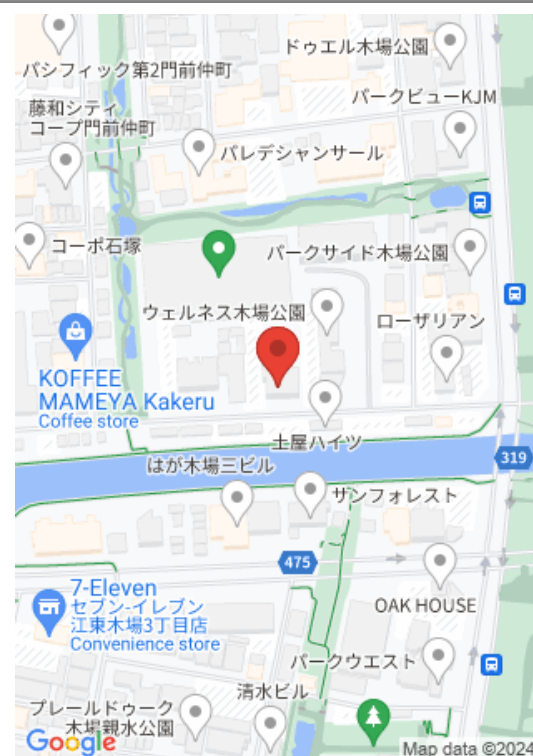 ドゥエル木場公園
パシフィック第2門前仲町
パークビューKJM
藤和シティ
コープ門前仲町
パレデシャンサール
コーポ石塚
パークサイド木場公園
ウェルネス木場公園
ローザリアン
KOFFEE
MAMEYA Kakeru
Coffee store
土屋ハイツ
はが木場三ビル
319
サンフォレスト
475
7-Eleven
セブン-イレブン
江東木場3丁目店
Convenience store
OAK HOUSE
パークウエスト
清水ビル
プレールドゥーク
木場親水公園
Google
Map data ©2024